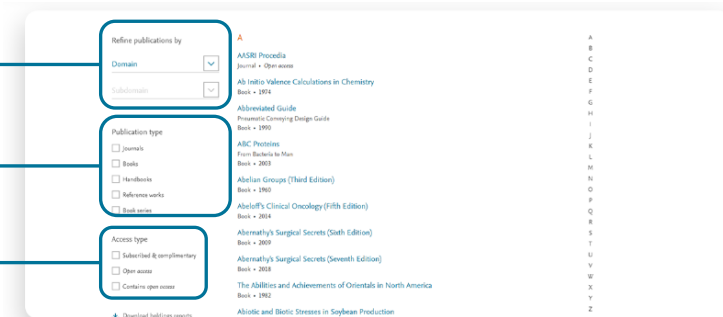 Refine publications by
Domain
Subdomain
Publication type
Journals
Books
Handbooks
Reference works
Book series
Access type
Subscribed & complimentary
Open access
Contains open access
Download holdings reports
A
AASRI Procedia
Journal • Open access
Ab Initio Valence Calculations in Chemistry
Book • 1974
Abbreviated Guide
Pneumatic Conveying Design Guide
Book • 1990
ABC Proteins
From Bacteria to Man
Book • 2003
Abelian Groups (Third Edition)
Book • 1960
Abeloff's Clinical Oncology (Fifth Edition)
Book • 2014
Abernathy's Surgical Secrets (Sixth Edition)
Book • 2009
Abernathy's Surgical Secrets (Seventh Edition)
Book • 2018
The Abilities and Achievements of Orientals in North America
Book • 1982
Abiotic and Biotic Stresses in Soybean Production
A
B
C
D
E
F
G
H
I
J
K
L
M
N
O
P
Q
R
S
T
U
V
W
X
Y
Z